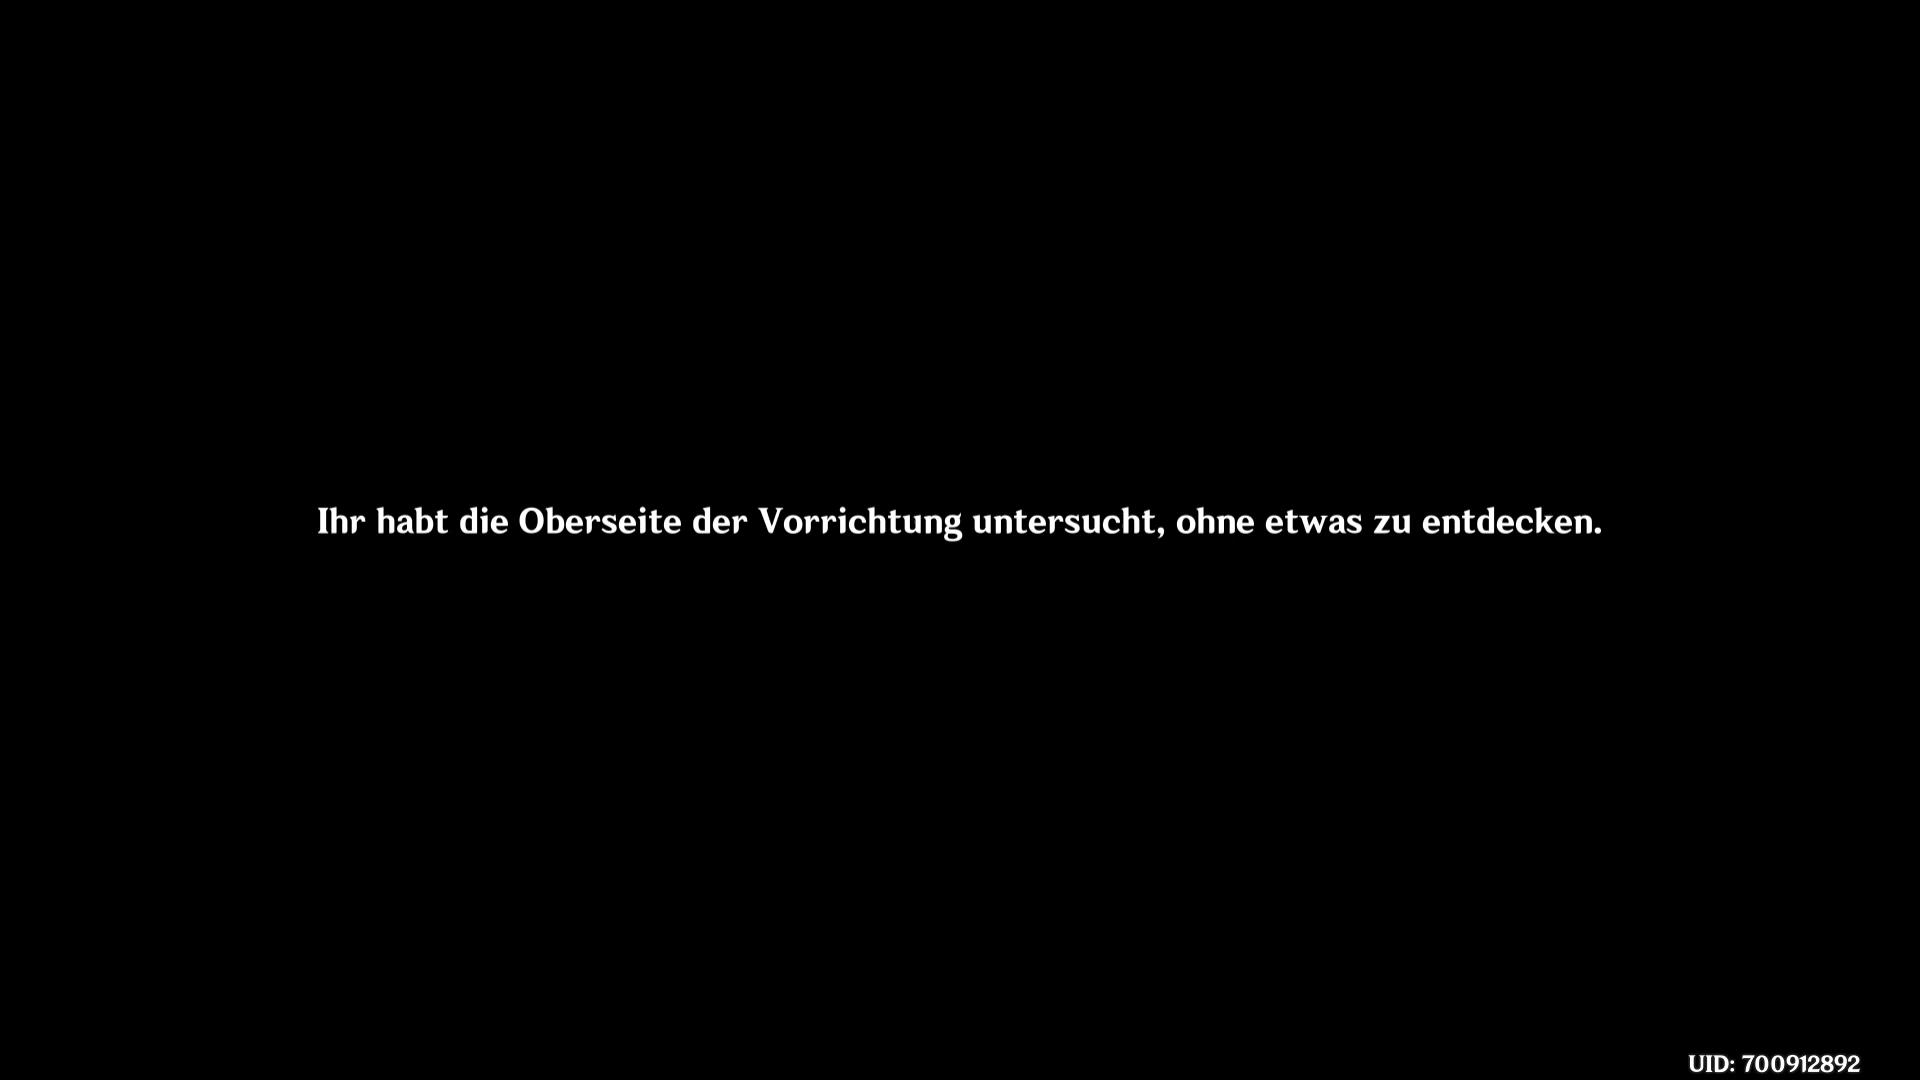 Ihr habt die Oberseite der Vorrichtung untersucht, ohne etwas zu entdecken.
UID: 700912892